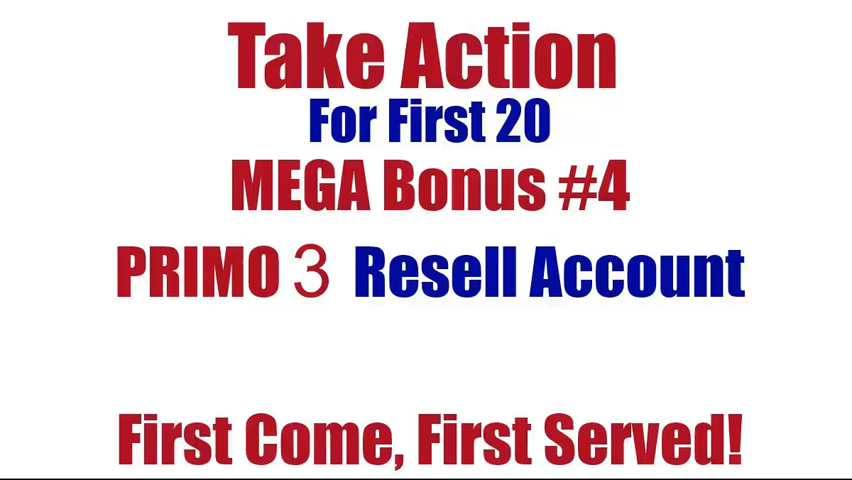 Take Action
For First 20
MEGA Bonus #4
PRIMO 3 Resell Account
First Come, First Served!